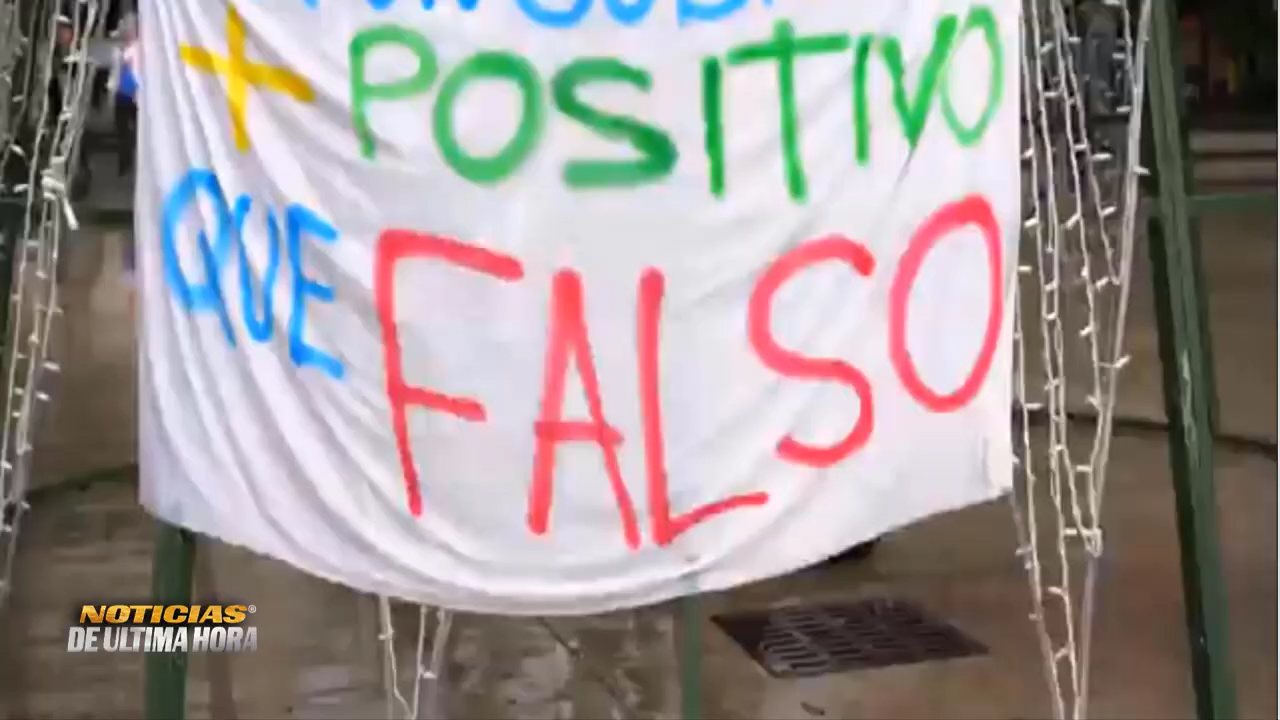 + POSITIVO
QUE FALSO
NOTICIAS®
DE ULTIMA HORA